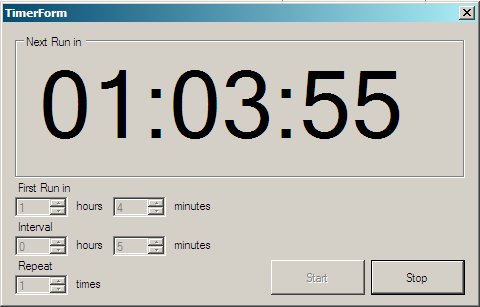 TimerForm
Next Run in
01:03:55
First Run in
1 hours 4 minutes
Interval
0 hours 5 minutes
Repeat
1 times
Start Stop